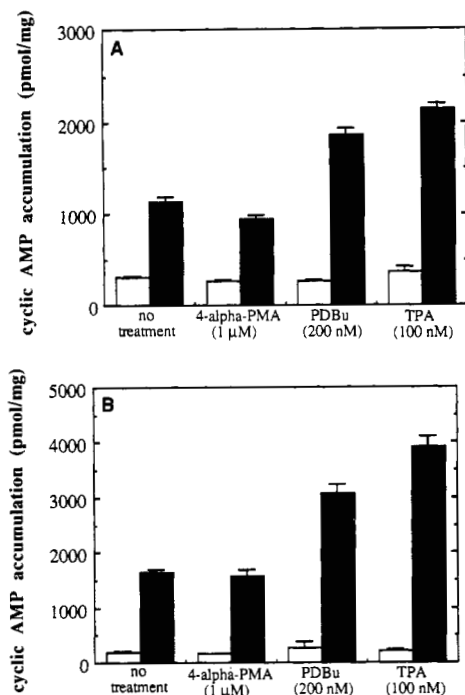 A
cyclic AMP accumulation (pmol/mg)
3000
2000
1000
0
no treatment
4-alpha-PMA (1 μM)
PDBu (200 nM)
TPA (100 nM)
B
cyclic AMP accumulation (pmol/mg)
5000
4000
3000
2000
1000
0
no treatment
4-alpha-PMA (1 μM)
PDBu (200 nM)
TPA (100 nM)